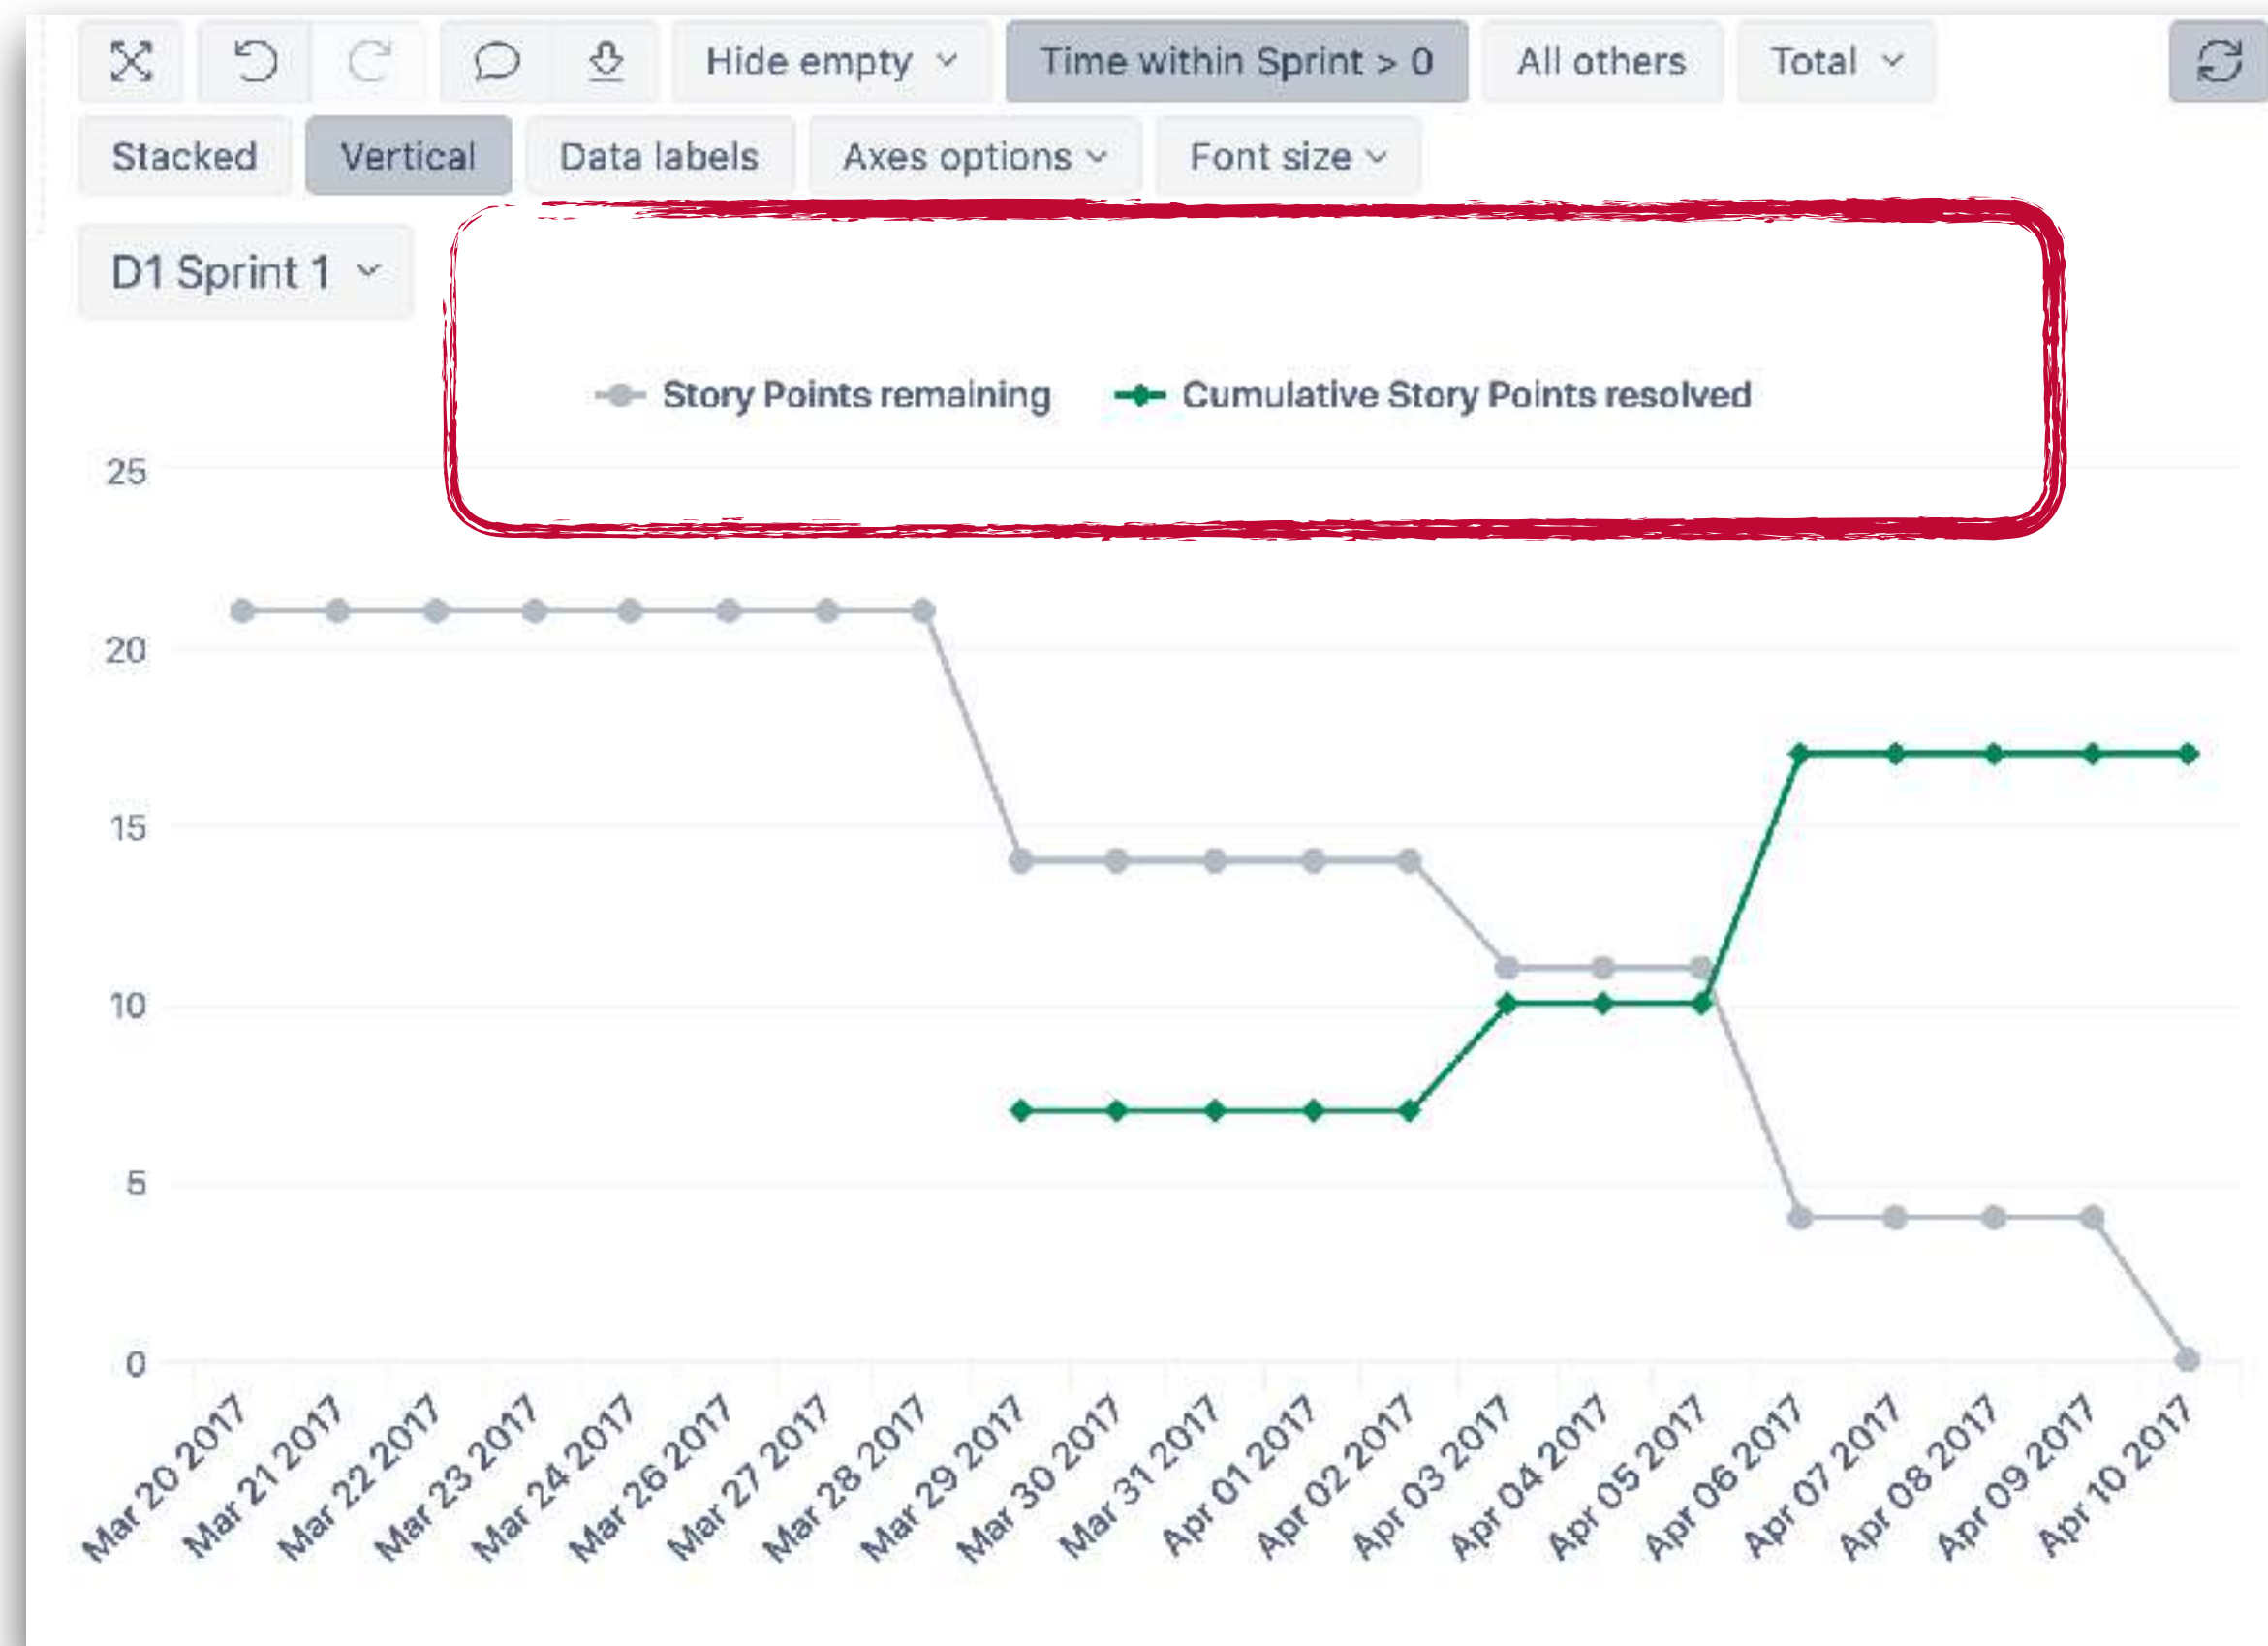 Hide empty Time within Sprint > 0 All others Total
Stacked Vertical Data labels Axes options Font size
D1 Sprint 1
Story Points remaining Cumulative Story Points resolved
25
20
15
10
5
0
Mar 20 2017
Mar 21 2017
Mar 22 2017
Mar 23 2017
Mar 24 2017
Mar 26 2017
Mar 27 2017
Mar 28 2017
Mar 29 2017
Mar 30 2017
Mar 31 2017
Apr 01 2017
Apr 02 2017
Apr 03 2017
Apr 04 2017
Apr 05 2017
Apr 06 2017
Apr 07 2017
Apr 08 2017
Apr 09 2017
Apr 10 2017